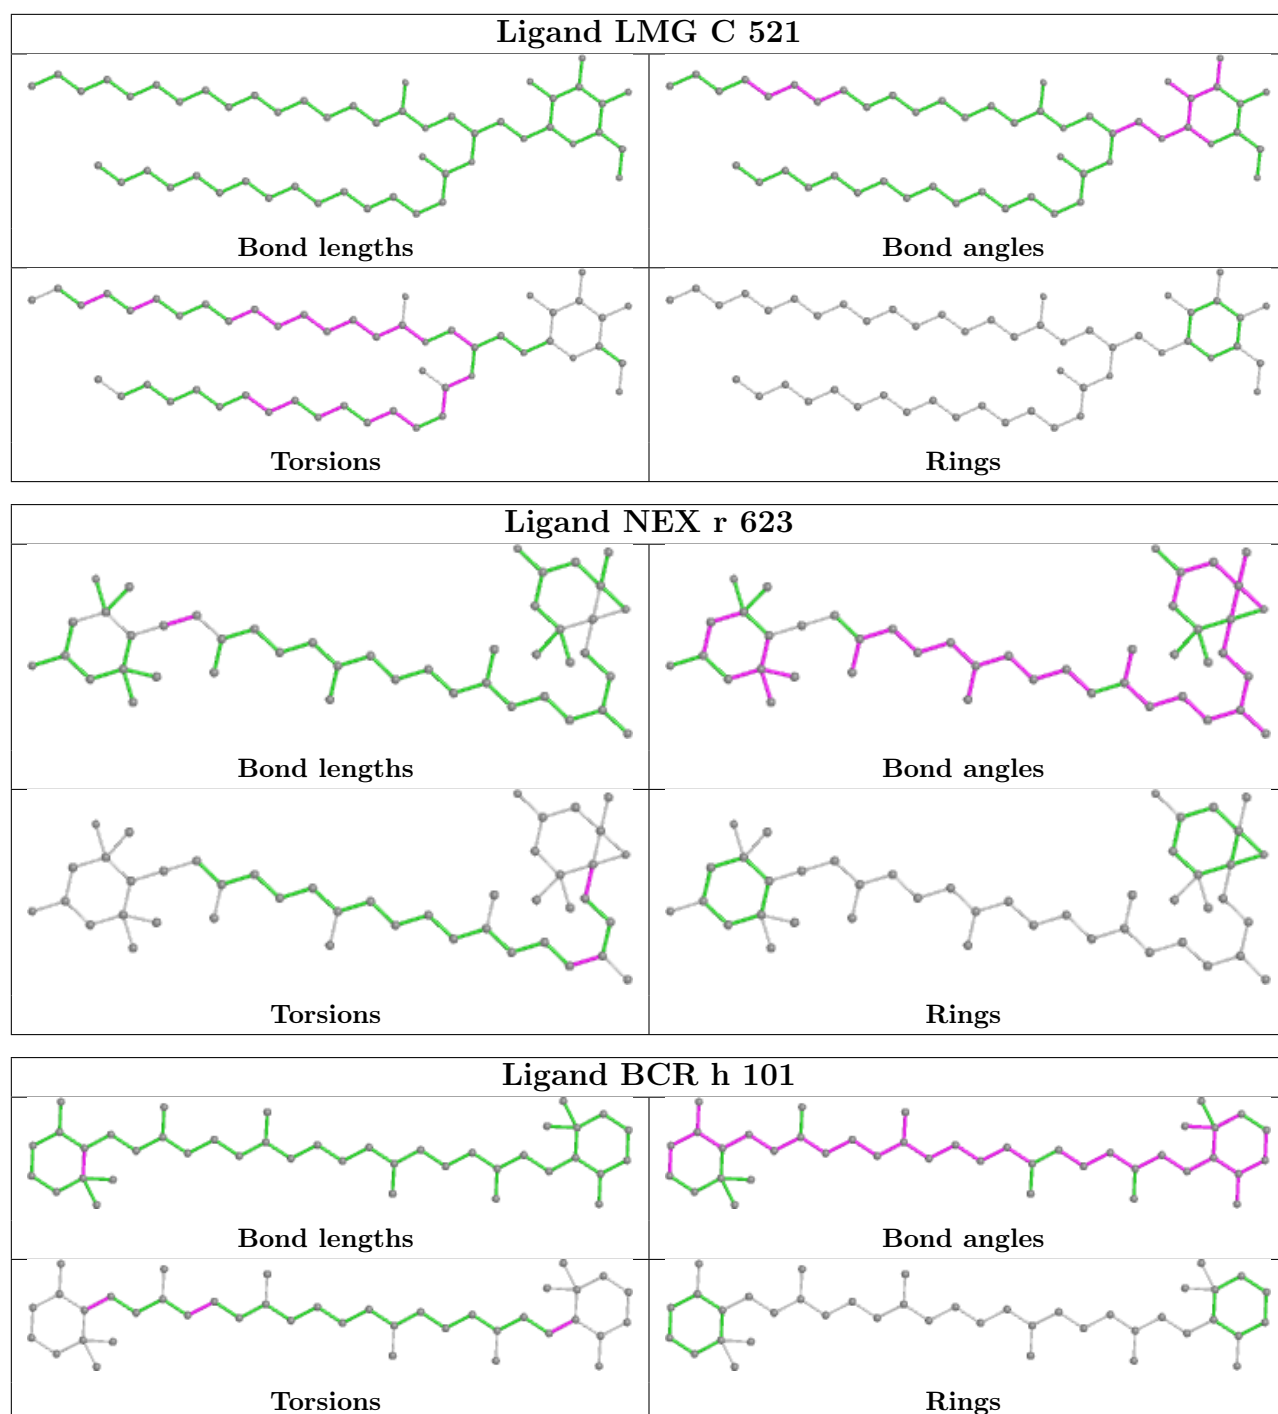 Ligand LMG C 521
Bond lengths
Bond angles
Torsions
Rings
Ligand NEX r 623
Bond lengths
Bond angles
Torsions
Rings
Ligand BCR h 101
Bond lengths
Bond angles
Torsions
Rings